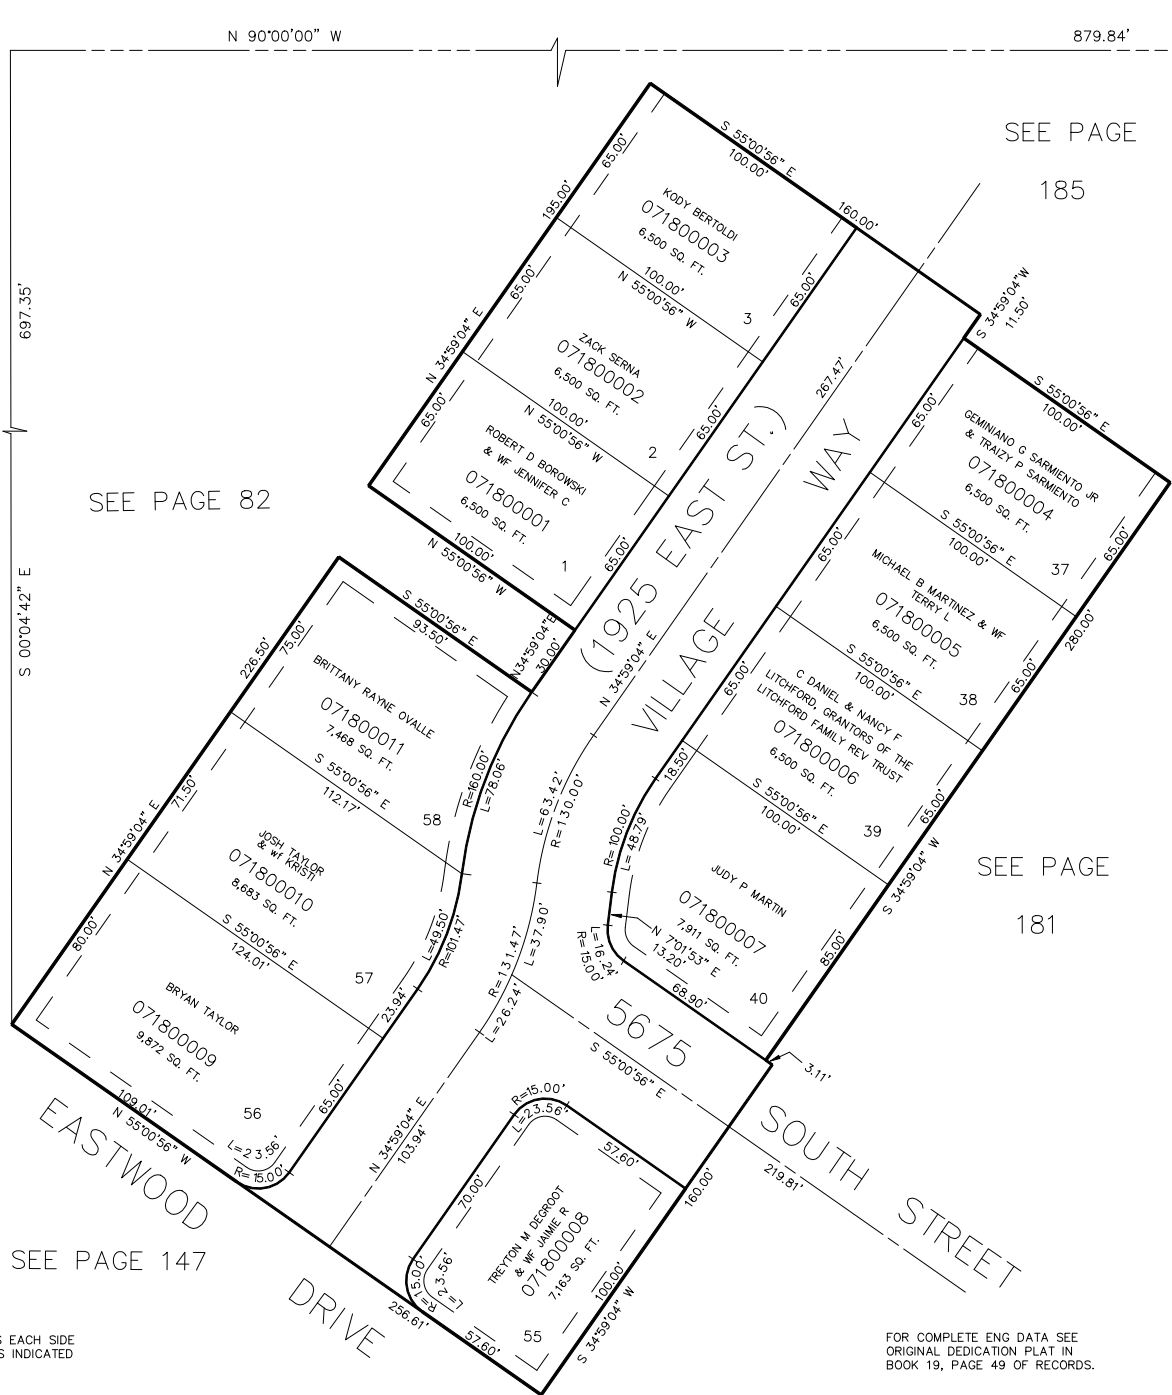 N 90°00'00" W
879.84'
SEE PAGE
185
697.35'
S 00°04'42" E
S 55°00'56" E
100.00'
160.00'
65.00'
195.00'
KODY BERTOLDI
071800003
6,500 SQ. FT.
3
65.00'
100.00'
N 55°00'56" W
65.00'
N 34°59'04" E
ZACK SERNA
071800002
6,500 SQ. FT.
2
65.00'
100.00'
N 55°00'56" W
65.00'
ROBERT D BOROWSKI
& WF JENNIFER C
071800001
6,500 SQ. FT.
1
65.00'
100.00'
N 55°00'56" W
S 34°59'04" W
11.50'
267.47'
(1925 EAST ST.)
VILLAGE WAY
N 34°59'04" E
SEE PAGE 82
S 55°00'56" E
100.00'
65.00'
GEMINIANO G SARMIENTO JR
& TRAIZY P SARMIENTO
071800004
6,500 SQ. FT.
37
65.00'
S 55°00'56" E
100.00'
65.00'
MICHAEL B MARTINEZ & WF
TERRY L
071800005
6,500 SQ. FT.
38
65.00'
280.00'
S 55°00'56" E
100.00'
65.00'
C DANIEL & NANCY F
LITCHFORD, GRANTORS OF THE
LITCHFORD FAMILY REV TRUST
071800006
6,500 SQ. FT.
39
65.00'
S 34°59'04" W
S 55°00'56" E
100.00'
18.50'
R=100.00'
L= 48.79'
JUDY P MARTIN
071800007
7,911 SQ. FT.
N 7°01'53" E
13.20'
L=16.24'
R=15.00'
68.90'
40
85.00'
3.11'
SEE PAGE
181
N34°59'04"E
30.00'
S 55°00'56" E
93.50'
75.00'
226.50'
BRITTANY RAYNE OVALLE
071800011
7,468 SQ. FT.
58
R=160.00'
L=78.06'
L=63.42'
R=130.00'
S 55°00'56" E
112.17'
71.50'
N 34°59'04" E
JOSH TAYLOR
& wf KRISTI
071800010
8,683 SQ. FT.
57
L=49.50'
R=101.47'
R=131.47'
L=37.90'
L=26.24'
S 55°00'56" E
124.01'
23.94'
80.00'
BRYAN TAYLOR
071800009
9,872 SQ. FT.
56
65.00'
109.01'
N 55°00'56" W
L=23.56'
R=15.00'
N 34°59'04" E
103.94'
5675 SOUTH STREET
S 55°00'56" E
219.81'
R=15.00'
L=23.56'
57.60'
70.00'
160.00'
TREYTON M DEGROOT
& WF JAIMIE R
071800008
7,163 SQ. FT.
55
100.00'
S 34°59'04" W
R=15.00'
L=23.56'
57.60'
256.61'
EASTWOOD DRIVE
SEE PAGE 147
EACH SIDE
INDICATED
FOR COMPLETE ENG DATA SEE
ORIGINAL DEDICATION PLAT IN
BOOK 19, PAGE 49 OF RECORDS.